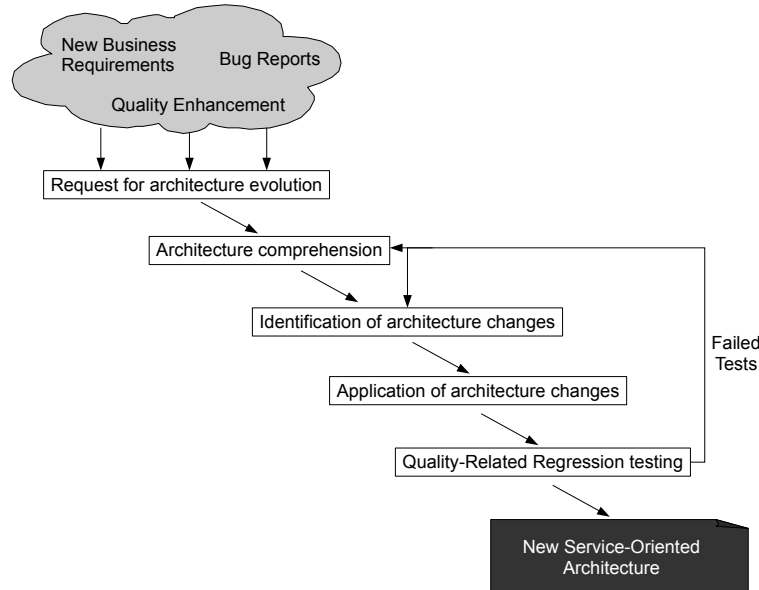 New Business
Requirements
Bug Reports
Quality Enhancement
Request for architecture evolution
Architecture comprehension
Identification of architecture changes
Failed
Tests
Application of architecture changes
Quality-Related Regression testing
New Service-Oriented
Architecture